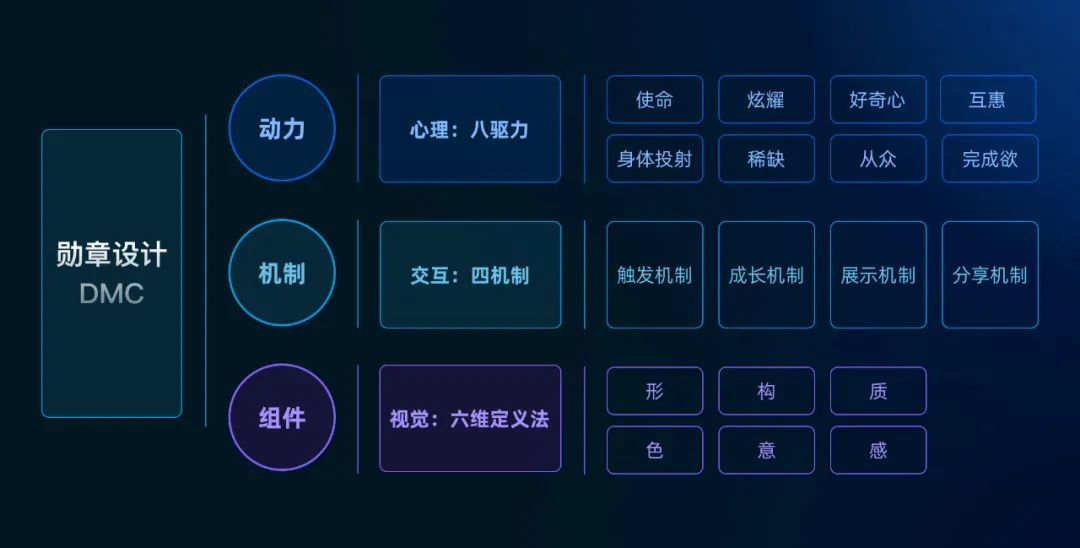 勋章设计
DMC
动力
心理：八驱力
使命
炫耀
好奇心
互惠
身体投射
稀缺
从众
完成欲
机制
交互：四机制
触发机制
成长机制
展示机制
分享机制
组件
视觉：六维定义法
形
构
质
色
意
感